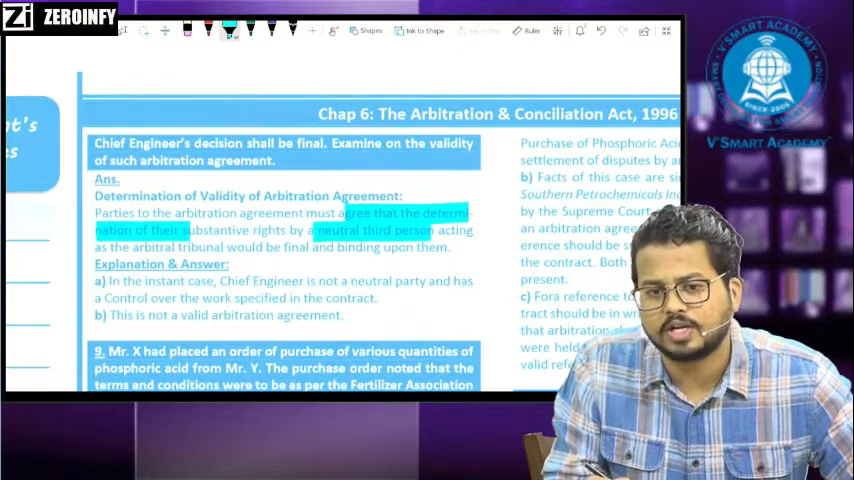 Zi ZEROINFY
Shapes
Ink to Shape
Ruler
V'SMART ACADEMY
SINCE-2005
V'SMART ACADEMY
nt's
es
Chap 6: The Arbitration & Conciliation Act, 1996
Chief Engineer's decision shall be final. Examine on the validity
of such arbitration agreement.
Ans.
Determination of Validity of Arbitration Agreement:
Parties to the arbitration agreement must agree that the determi-
nation of their substantive rights by a neutral third person acting
as the arbitral tribunal would be final and binding upon them.
Explanation & Answer:
a) In the instant case, Chief Engineer is not a neutral party and has
a Control over the work specified in the contract.
b) This is not a valid arbitration agreement.
9. Mr. X had placed an order of purchase of various quantities of
phosphoric acid from Mr. Y. The purchase order noted that the
terms and conditions were to be as per the Fertilizer Association
Purchase of Phosphoric Aci
settlement of disputes by a
b) Facts of this case are si
Southern Petrochemicals In
by the Supreme Court
an arbitration agreem
erence should be s
the contract. Both
present.
c) For a reference to
tract should be in wr
that arbitration
were held
valid refe